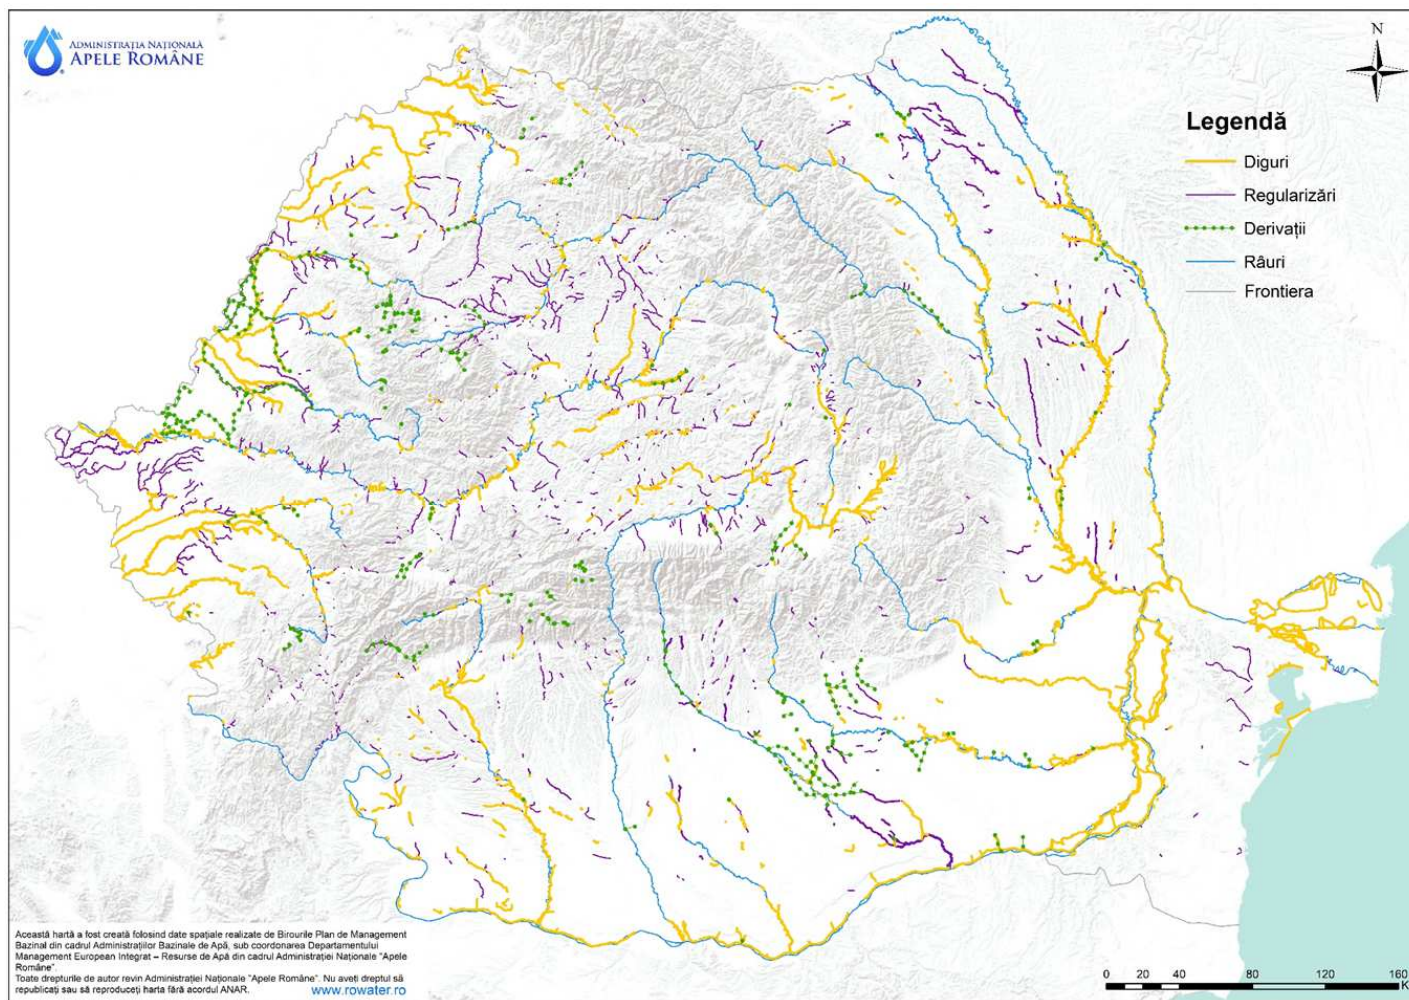 ADMINISTRAȚIA NAȚIONALĂ
APELE ROMÂNE
N
Legendă
Diguri
Regularizări
Derivații
Râuri
Frontiera
Această hartă a fost creată folosind date spațiale realizate de Birourile Plan de Management
Bazinal din cadrul Administrațiilor Bazinale de Apă, sub coordonarea Departamentului
Management European Integrat – Resurse de Apă din cadrul Administrației Naționale "Apele
Române".
Toate drepturile de autor revin Administrației Naționale "Apele Române". Nu aveți dreptul să
republicați sau să reproduceți harta fără acordul ANAR.
www.rowater.ro
0 20 40 80 120 160
K